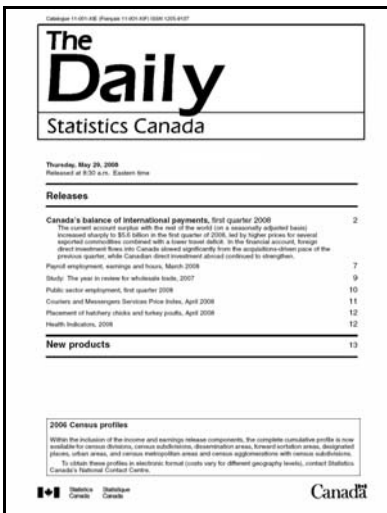 Catalogue 11-001-XIE (Français 11-001-XIF) ISSN 1205-9137
The
Daily
Statistics Canada
Thursday, May 29, 2008
Released at 8:30 a.m. Eastern time
Releases
Canada's balance of international payments, first quarter 2008 2
The current account surplus with the rest of the world (on a seasonally adjusted basis)
increased sharply to $5.6 billion in the first quarter of 2008, led by higher prices for several
exported commodities combined with a lower travel deficit. In the financial account, foreign
direct investment flows into Canada slowed significantly from the acquisitions-driven pace of the
previous quarter, while Canadian direct investment abroad continued to strengthen.
Payroll employment, earnings and hours, March 2008 7
Study: The year in review for wholesale trade, 2007 9
Public sector employment, first quarter 2008 10
Couriers and Messengers Services Price Index, April 2008 11
Placement of hatchery chicks and turkey poults, April 2008 12
Health Indicators, 2008 12
New products 13
2006 Census profiles
Within the inclusion of the income and earnings release components, the complete cumulative profile is now
available for census divisions, census subdivisions, dissemination areas, forward sortation areas, designated
places, urban areas, and census metropolitan areas and census agglomerations with census subdivisions.
To obtain these profiles in electronic format (costs vary for different geography levels), contact Statistics
Canada's National Contact Centre.
Statistics Statistique
Canada Canada
Canada